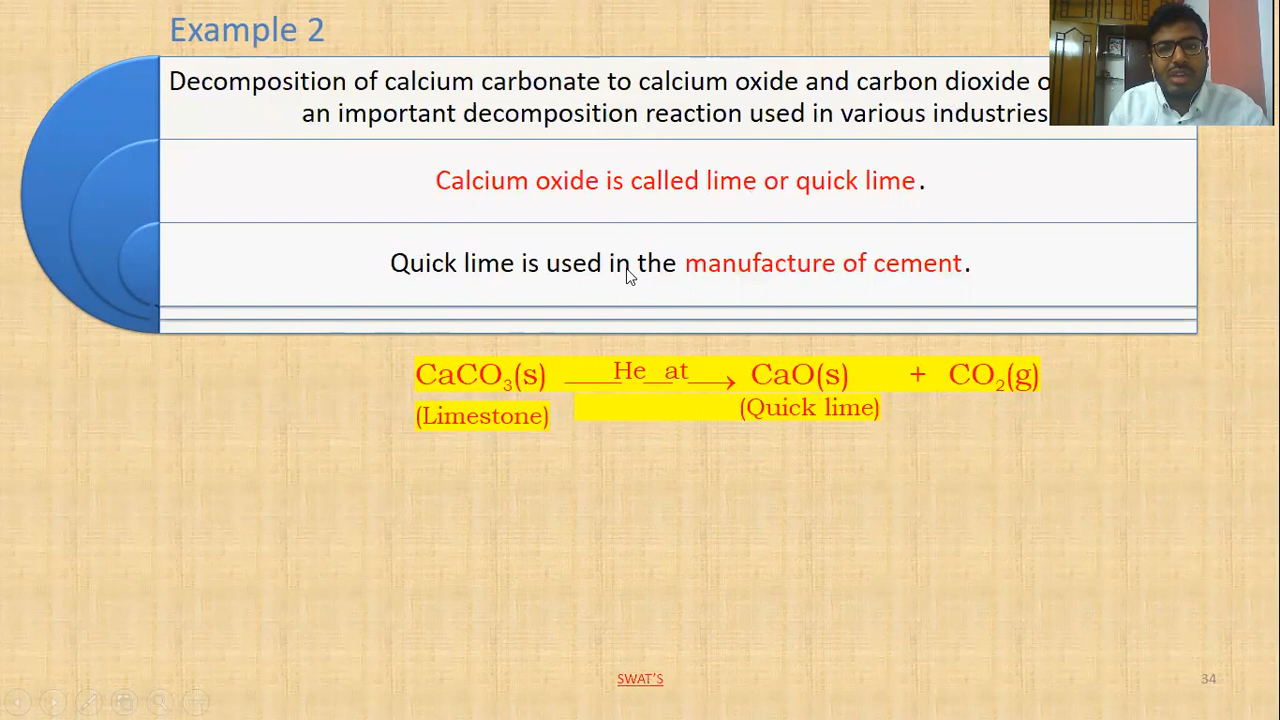 Example 2
Decomposition of calcium carbonate to calcium oxide and carbon dioxide
an important decomposition reaction used in various industries
Calcium oxide is called lime or quick lime.
Quick lime is used in the manufacture of cement.
CaCO₃(s) ——He at——→ CaO(s) + CO₂(g)
(Limestone) (Quick lime)
SWAT'S
34